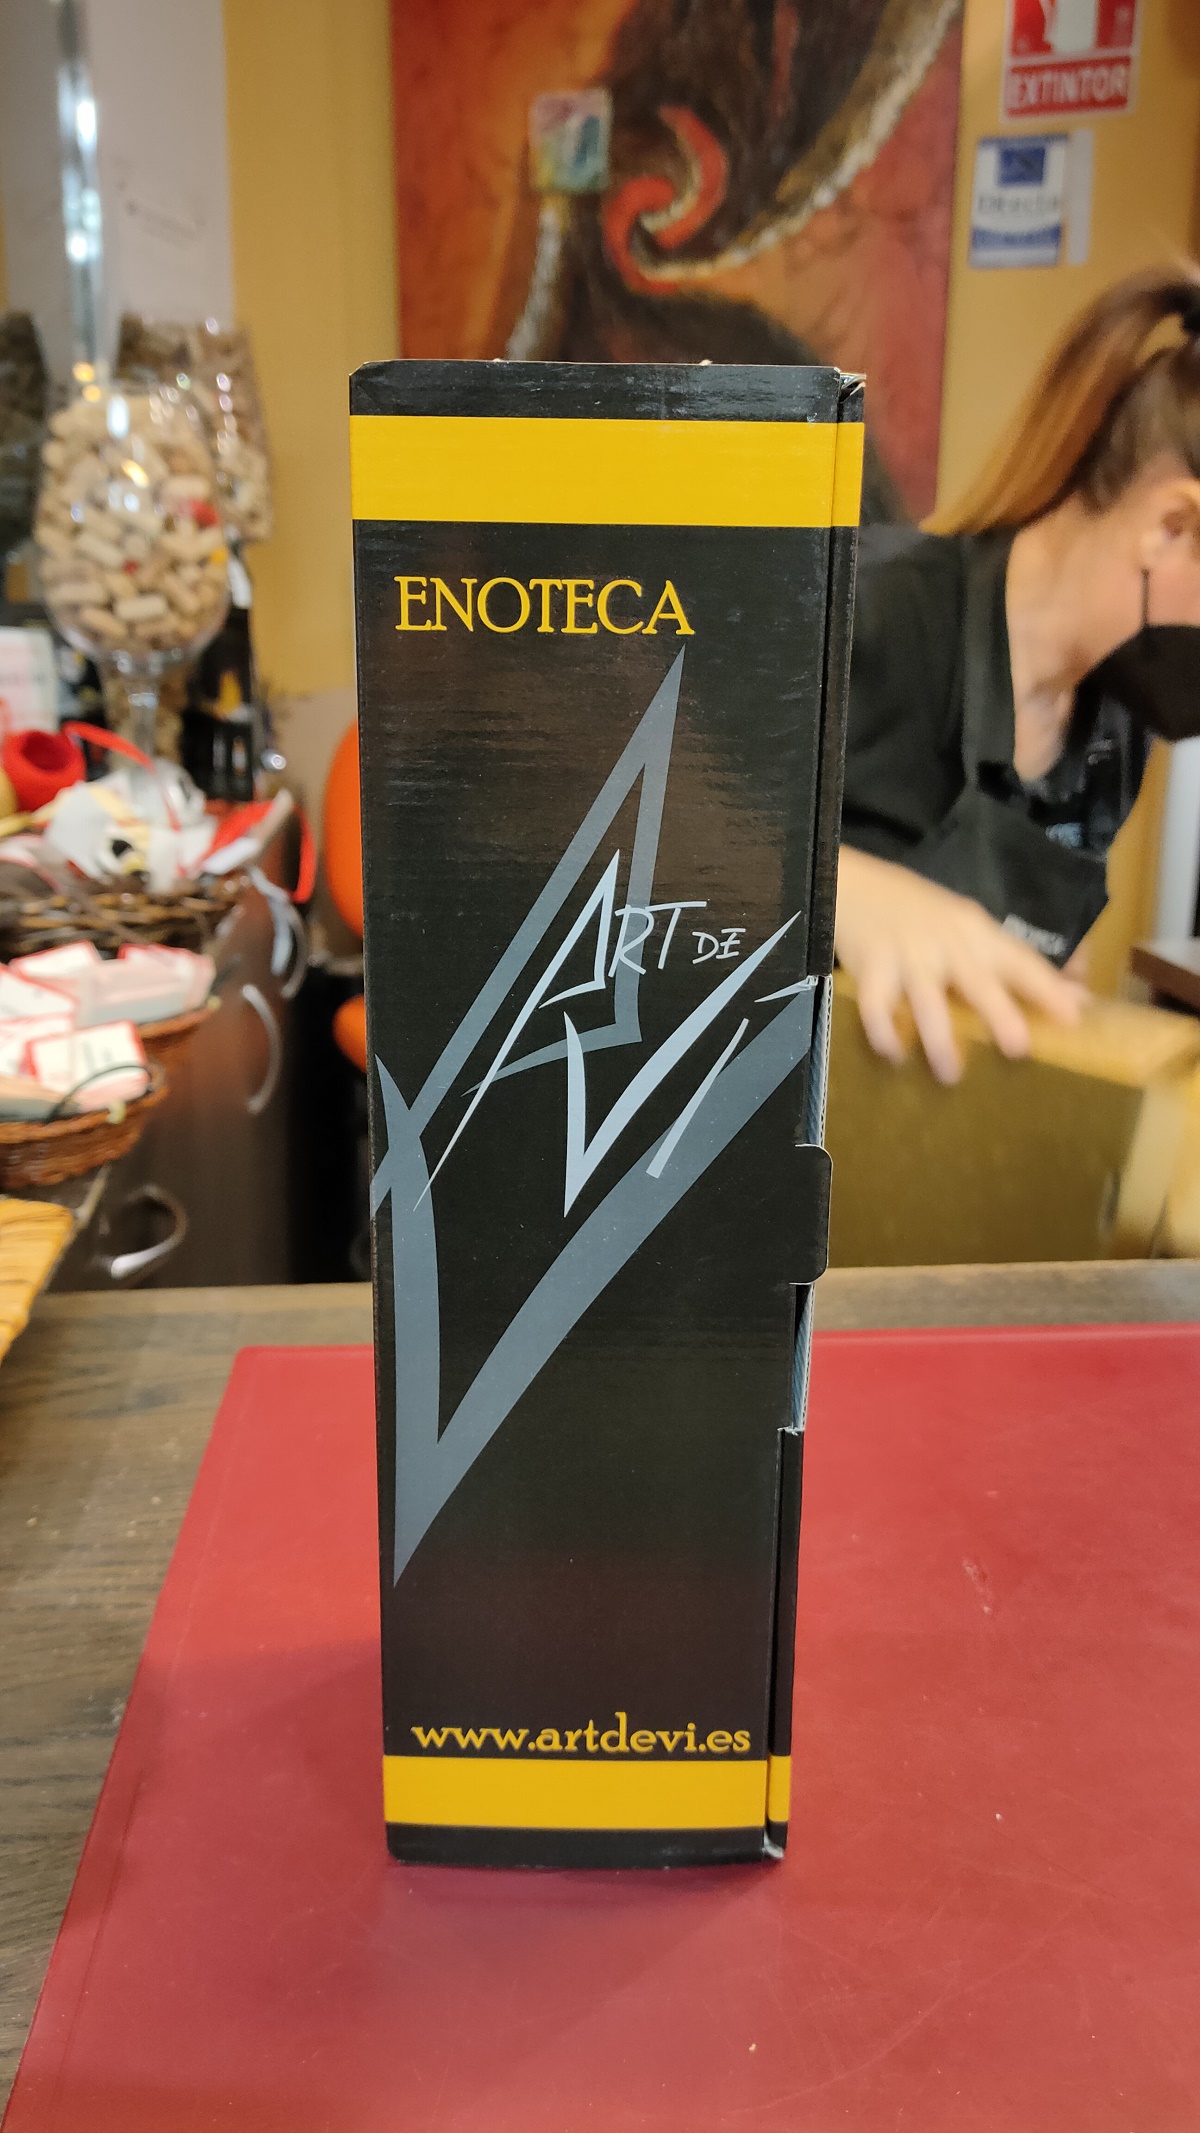 EXTINTOR
ENOTECA
ART DE
VI
www.artdevi.es